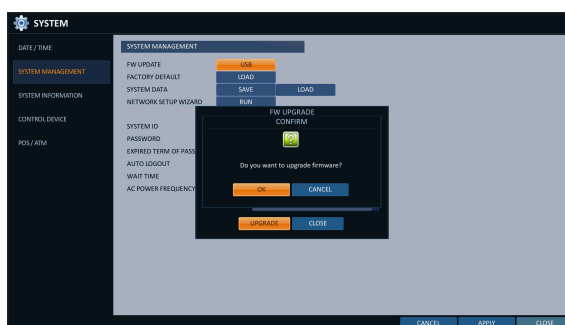 SYSTEM
DATE / TIME
SYSTEM MANAGEMENT
SYSTEM INFORMATION
CONTROL DEVICE
POS / ATM
SYSTEM MANAGEMENT
FW UPDATE USB
FACTORY DEFAULT LOAD
SYSTEM DATA SAVE LOAD
NETWORK SETUP WIZARD RUN
SYSTEM ID
PASSWORD
EXPIRED TERM OF PASS
AUTO LOGOUT
WAIT TIME
AC POWER FREQUENCY
FW UPGRADE
CONFIRM
Do you want to upgrade firmware?
OK CANCEL
UPGRADE CLOSE
CANCEL APPLY CLOSE